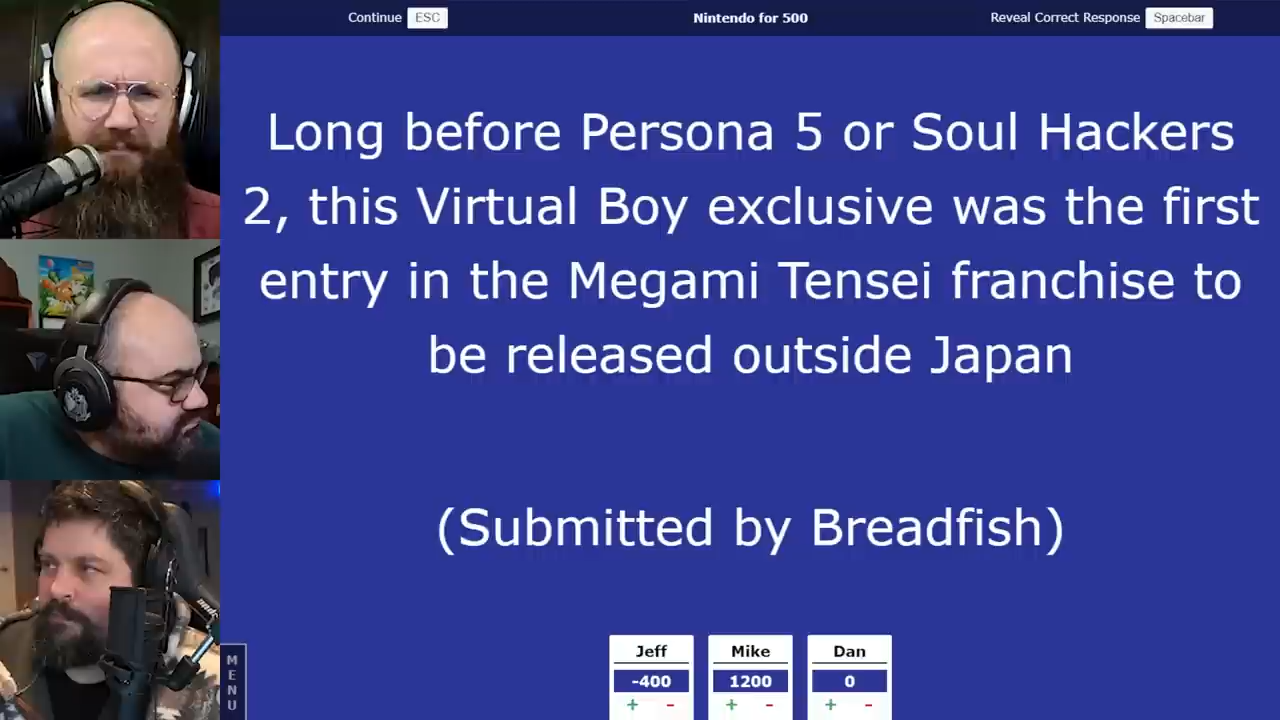 Continue ESC
Nintendo for 500
Reveal Correct Response Spacebar
Long before Persona 5 or Soul Hackers
2, this Virtual Boy exclusive was the first
entry in the Megami Tensei franchise to
be released outside Japan
(Submitted by Breadfish)
MENU
Jeff Mike Dan
-400 1200 0
+ - + - + -